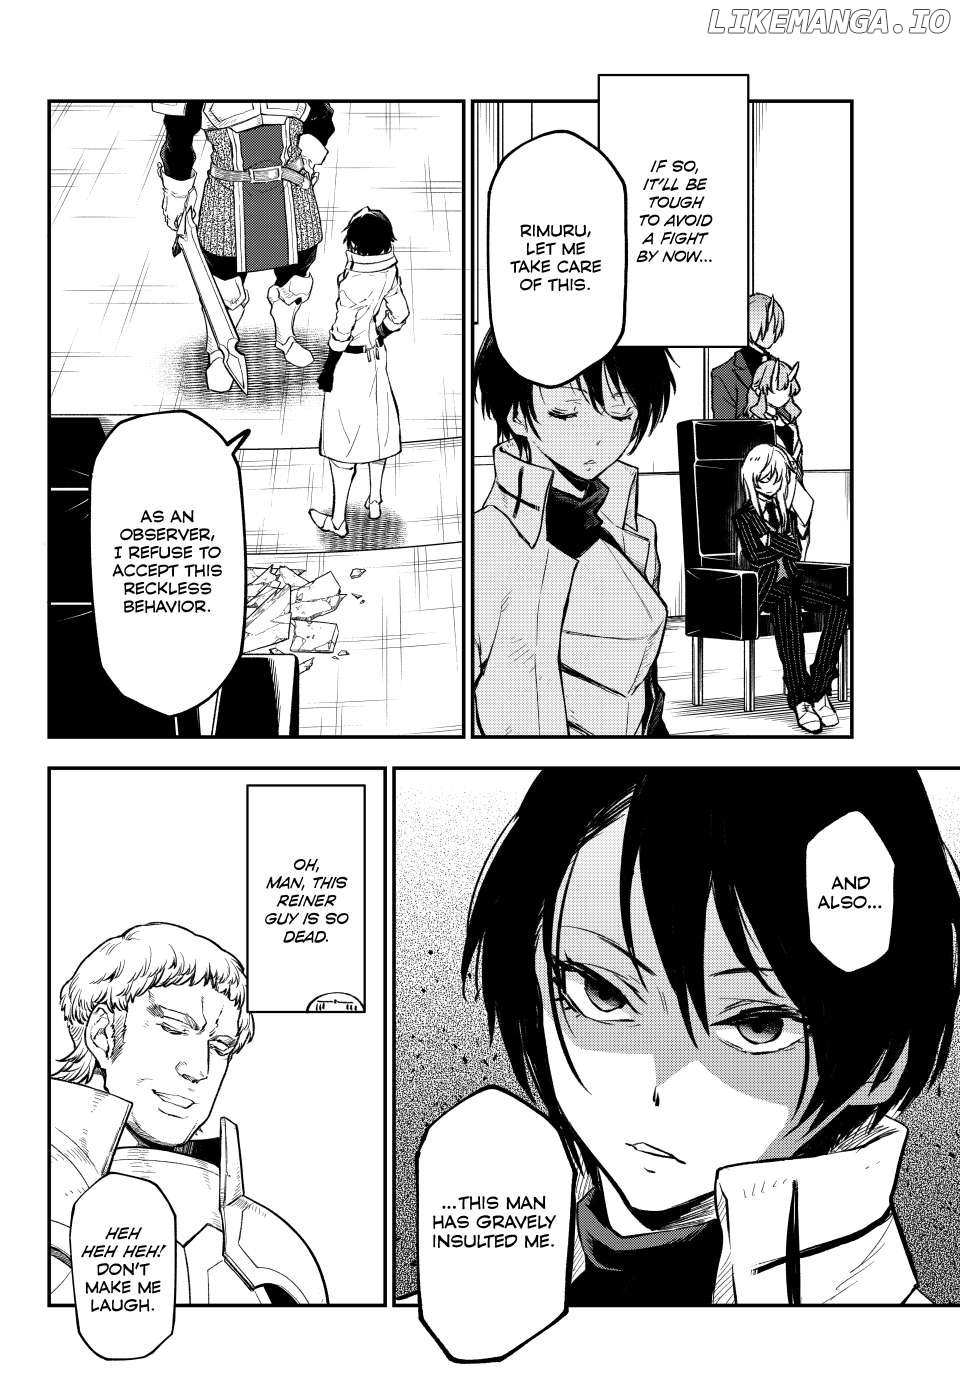 LIKEMANGA.IO
IF SO,
IT'LL BE
TOUGH
TO AVOID
A FIGHT
BY NOW...
RIMURU,
LET ME
TAKE CARE
OF THIS.
AS AN
OBSERVER,
I REFUSE TO
ACCEPT THIS
RECKLESS
BEHAVIOR.
AND
ALSO...
...THIS MAN
HAS GRAVELY
INSULTED ME.
OH,
MAN, THIS
REINER
GUY IS SO
DEAD.
HEH
HEH HEH!
DON'T
MAKE ME
LAUGH.